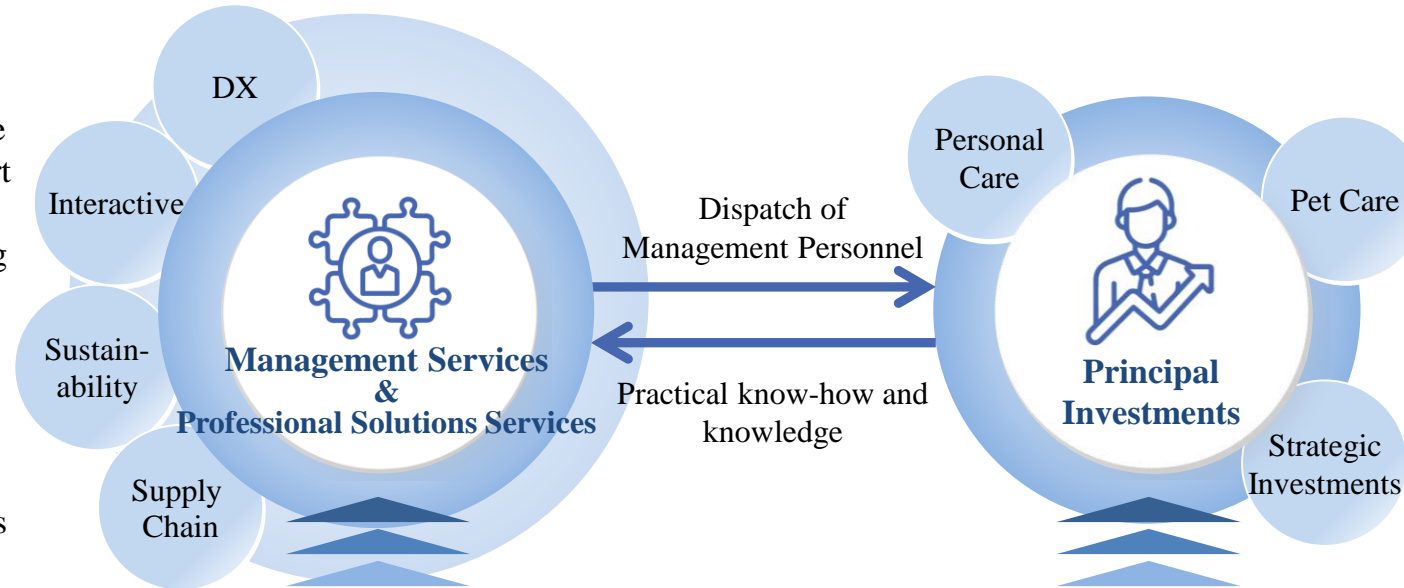 DX
Interactive
Sustain-
ability
Supply
Chain
Management Services
&
Professional Solutions Services
Dispatch of
Management Personnel
Practical know-how and
knowledge
Personal
Care
Pet Care
Principal
Investments
Strategic
Investments